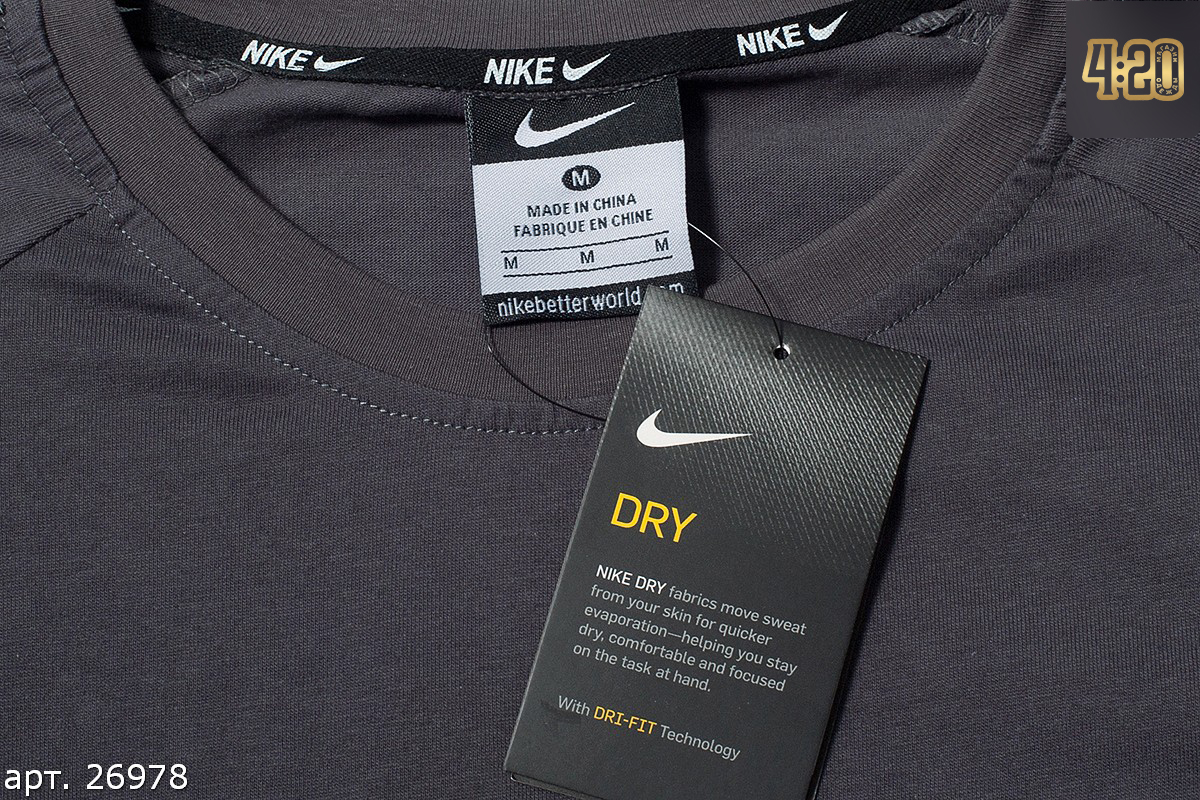 NIKE
NIKE
NIKE
4:20
M
MADE IN CHINA
FABRIQUE EN CHINE
M M M
nikebetterworld
DRY
NIKE DRY fabrics move sweat
from your skin for quicker
evaporation—helping you stay
dry, comfortable and focused
on the task at hand.
With DRI-FIT Technology
арт. 26978